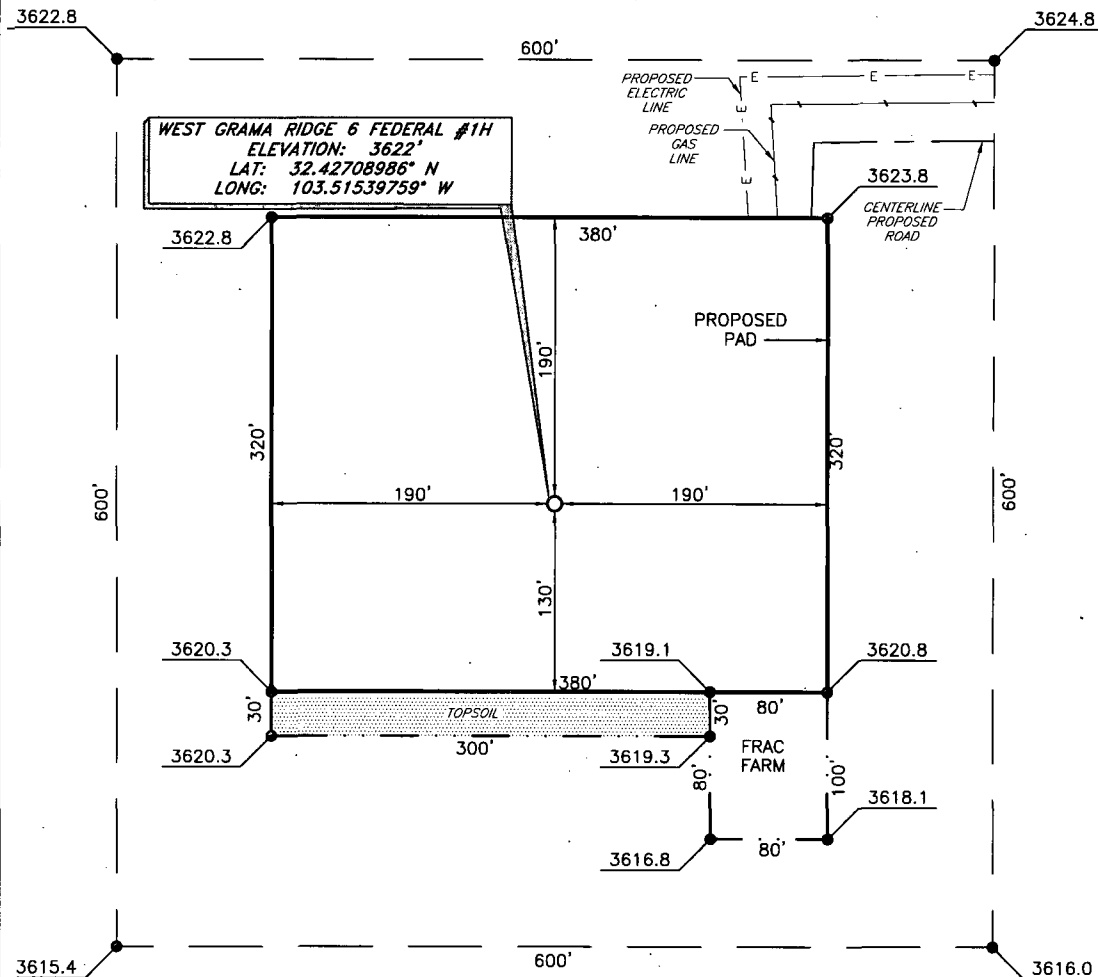 3622.8
3624.8
600'
PROPOSED
ELECTRIC
LINE
E
E
E
E
E
PROPOSED
GAS
LINE
WEST GRAMA RIDGE 6 FEDERAL #1H
ELEVATION: 3622'
LAT: 32.42708986° N
LONG: 103.51539759° W
3623.8
CENTERLINE
PROPOSED
ROAD
3622.8
380'
PROPOSED
PAD
190'
320'
320'
600'
190'
190'
600'
130'
3620.3
3619.1
3620.8
380'
30'
TOPSOIL
30'
80'
300'
FRAC
FARM
3620.3
3619.3
80'
100'
3618.1
3616.8
80'
3615.4
600'
3616.0